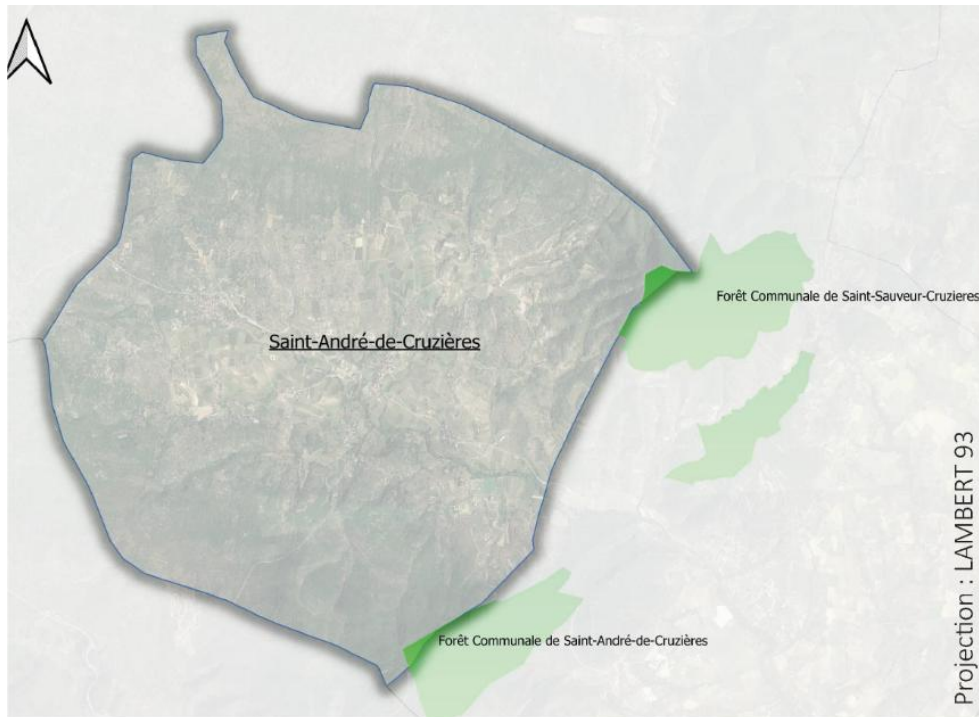 Forêt Communale de Saint-Sauveur-Cruzieres
Saint-André-de-Cruzières
Forêt Communale de Saint-André-de-Cruzières
Projection : LAMBERT 93